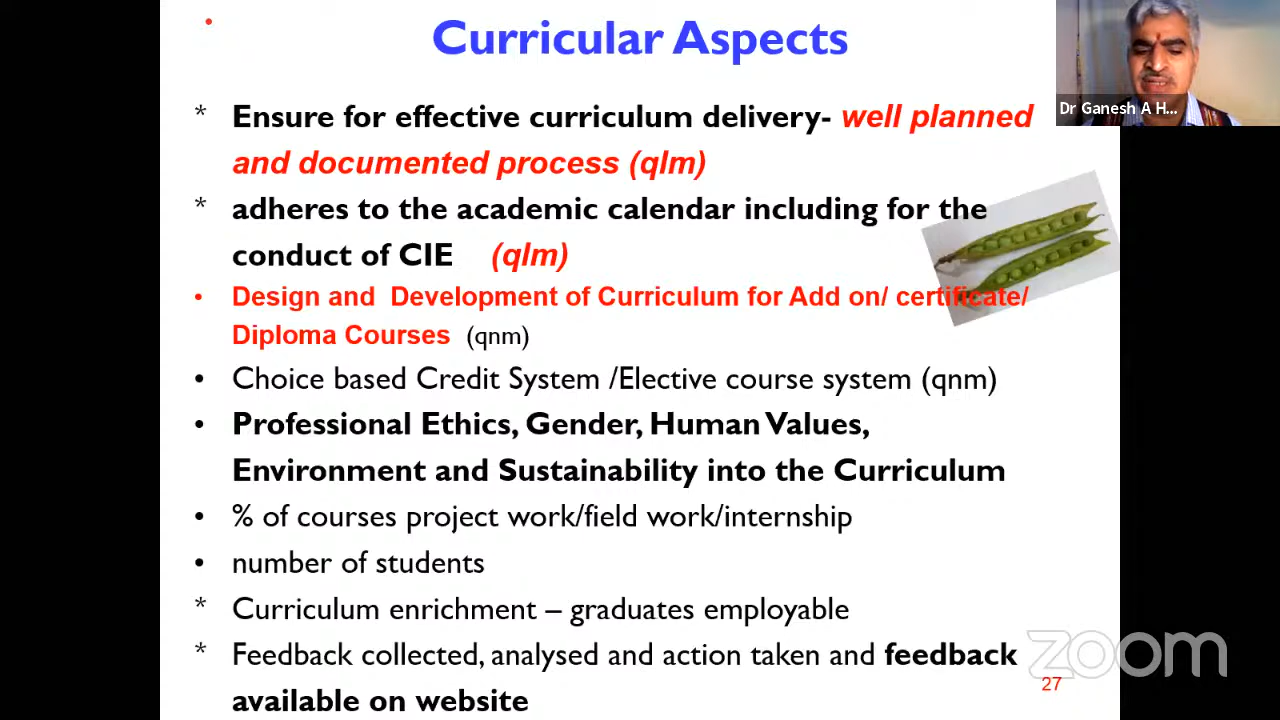 Curricular Aspects
Dr Ganesh A H...
* Ensure for effective curriculum delivery- well planned
and documented process (qlm)
* adheres to the academic calendar including for the
conduct of CIE (qlm)
• Design and Development of Curriculum for Add on/ certificate/
Diploma Courses (qnm)
• Choice based Credit System /Elective course system (qnm)
• Professional Ethics, Gender, Human Values,
Environment and Sustainability into the Curriculum
• % of courses project work/field work/internship
• number of students
* Curriculum enrichment – graduates employable
* Feedback collected, analysed and action taken and feedback
available on website
zoom
27